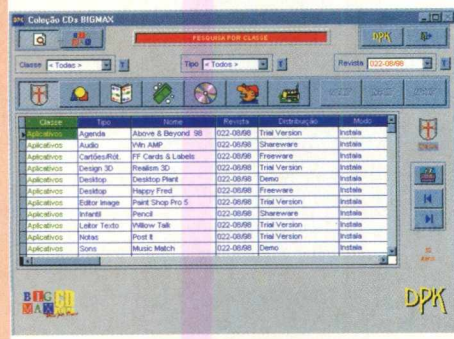 DPK Coleção CDs BIGMAX
PESQUISA POR CLASSE
DPK
Classe < Todas > Tipo < Todos > Revista 022-08/98
Classe Tipo Nome Revista Distribuição Modo
Aplicativos Agenda Above & Beyond 98 022-08/98 Trial Version Instala
Aplicativos Audio Win AMP 022-08/98 Shareware Instala
Aplicativos Cartões/Rót. FF Cards & Labels 022-08/98 Freeware Instala
Aplicativos Design 3D Realism 3D 022-08/98 Trial Version Instala
Aplicativos Desktop Desktop Plant 022-08/98 Demo Instala
Aplicativos Desktop Happy Fred 022-08/98 Freeware Instala
Aplicativos Editor Image Paint Shop Pro 5 022-08/98 Trial Version Instala
Aplicativos Infantil Pencil 022-08/98 Shareware Instala
Aplicativos Leitor Texto Willow Talk 022-08/98 Trial Version Instala
Aplicativos Notas Post It 022-08/98 Trial Version Instala
Aplicativos Sons Music Match 022-08/98 Demo Instala
BIG CD
MAX
DPK